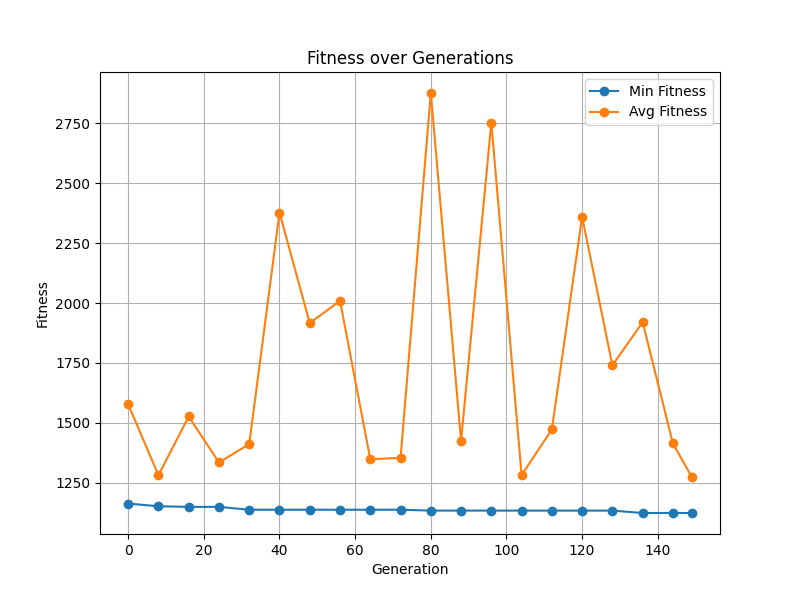 Fitness over Generations
Min Fitness
Avg Fitness
Fitness
2750
2500
2250
2000
1750
1500
1250
0 20 40 60 80 100 120 140
Generation